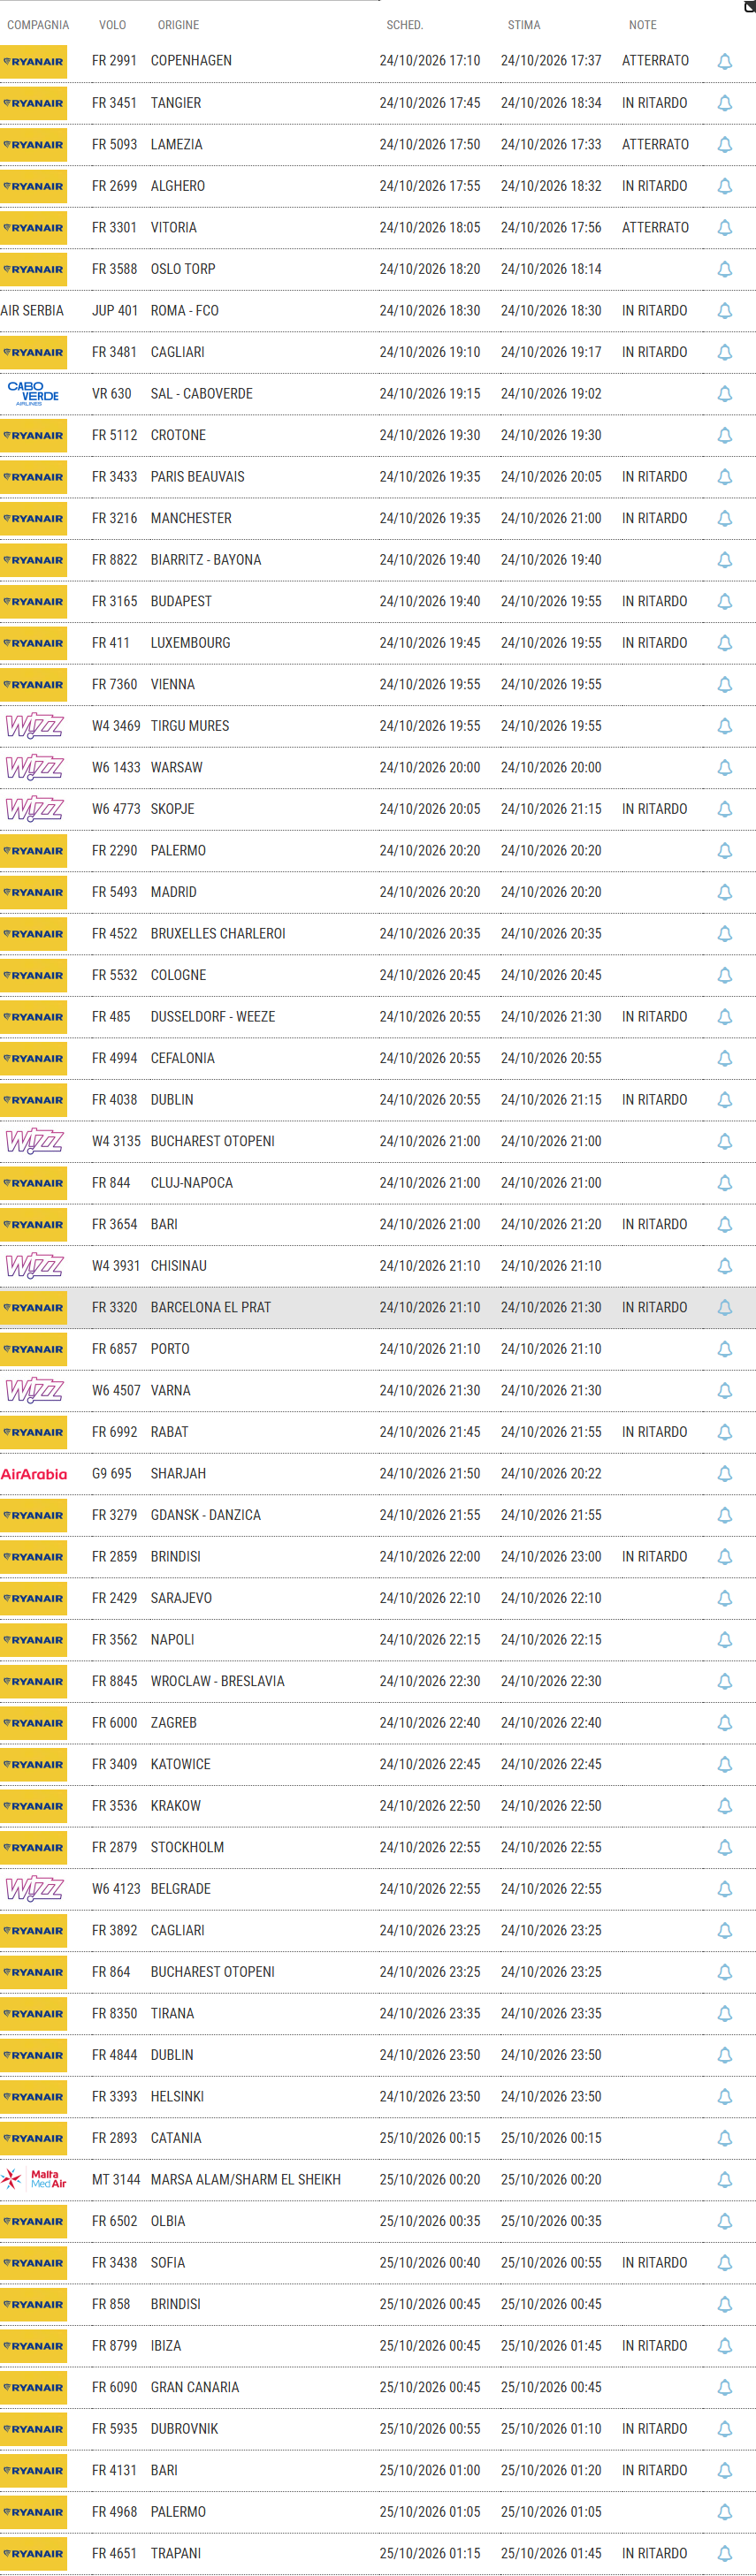 COMPAGNIA VOLO ORIGINE SCHED. STIMA NOTE
RYANAIR FR 2991 COPENHAGEN 24/10/2026 17:10 24/10/2026 17:37 ATTERRATO
RYANAIR FR 3451 TANGIER 24/10/2026 17:45 24/10/2026 18:34 IN RITARDO
RYANAIR FR 5093 LAMEZIA 24/10/2026 17:50 24/10/2026 17:33 ATTERRATO
RYANAIR FR 2699 ALGHERO 24/10/2026 17:55 24/10/2026 18:32 IN RITARDO
RYANAIR FR 3301 VITORIA 24/10/2026 18:05 24/10/2026 17:56 ATTERRATO
RYANAIR FR 3588 OSLO TORP 24/10/2026 18:20 24/10/2026 18:14
AIR SERBIA JUP 401 ROMA - FCO 24/10/2026 18:30 24/10/2026 18:30 IN RITARDO
RYANAIR FR 3481 CAGLIARI 24/10/2026 19:10 24/10/2026 19:17 IN RITARDO
CABO VERDE AIRLINES VR 630 SAL - CABOVERDE 24/10/2026 19:15 24/10/2026 19:02
RYANAIR FR 5112 CROTONE 24/10/2026 19:30 24/10/2026 19:30
RYANAIR FR 3433 PARIS BEAUVAIS 24/10/2026 19:35 24/10/2026 20:05 IN RITARDO
RYANAIR FR 3216 MANCHESTER 24/10/2026 19:35 24/10/2026 21:00 IN RITARDO
RYANAIR FR 8822 BIARRITZ - BAYONA 24/10/2026 19:40 24/10/2026 19:40
RYANAIR FR 3165 BUDAPEST 24/10/2026 19:40 24/10/2026 19:55 IN RITARDO
RYANAIR FR 411 LUXEMBOURG 24/10/2026 19:45 24/10/2026 19:55 IN RITARDO
RYANAIR FR 7360 VIENNA 24/10/2026 19:55 24/10/2026 19:55
WIZZ W4 3469 TIRGU MURES 24/10/2026 19:55 24/10/2026 19:55
WIZZ W6 1433 WARSAW 24/10/2026 20:00 24/10/2026 20:00
WIZZ W6 4773 SKOPJE 24/10/2026 20:05 24/10/2026 21:15 IN RITARDO
RYANAIR FR 2290 PALERMO 24/10/2026 20:20 24/10/2026 20:20
RYANAIR FR 5493 MADRID 24/10/2026 20:20 24/10/2026 20:20
RYANAIR FR 4522 BRUXELLES CHARLEROI 24/10/2026 20:35 24/10/2026 20:35
RYANAIR FR 5532 COLOGNE 24/10/2026 20:45 24/10/2026 20:45
RYANAIR FR 485 DUSSELDORF - WEEZE 24/10/2026 20:55 24/10/2026 21:30 IN RITARDO
RYANAIR FR 4994 CEFALONIA 24/10/2026 20:55 24/10/2026 20:55
RYANAIR FR 4038 DUBLIN 24/10/2026 20:55 24/10/2026 21:15 IN RITARDO
WIZZ W4 3135 BUCHAREST OTOPENI 24/10/2026 21:00 24/10/2026 21:00
RYANAIR FR 844 CLUJ-NAPOCA 24/10/2026 21:00 24/10/2026 21:00
RYANAIR FR 3654 BARI 24/10/2026 21:00 24/10/2026 21:20 IN RITARDO
WIZZ W4 3931 CHISINAU 24/10/2026 21:10 24/10/2026 21:10
RYANAIR FR 3320 BARCELONA EL PRAT 24/10/2026 21:10 24/10/2026 21:30 IN RITARDO
RYANAIR FR 6857 PORTO 24/10/2026 21:10 24/10/2026 21:10
WIZZ W6 4507 VARNA 24/10/2026 21:30 24/10/2026 21:30
RYANAIR FR 6992 RABAT 24/10/2026 21:45 24/10/2026 21:55 IN RITARDO
AirArabia G9 695 SHARJAH 24/10/2026 21:50 24/10/2026 20:22
RYANAIR FR 3279 GDANSK - DANZICA 24/10/2026 21:55 24/10/2026 21:55
RYANAIR FR 2859 BRINDISI 24/10/2026 22:00 24/10/2026 23:00 IN RITARDO
RYANAIR FR 2429 SARAJEVO 24/10/2026 22:10 24/10/2026 22:10
RYANAIR FR 3562 NAPOLI 24/10/2026 22:15 24/10/2026 22:15
RYANAIR FR 8845 WROCLAW - BRESLAVIA 24/10/2026 22:30 24/10/2026 22:30
RYANAIR FR 6000 ZAGREB 24/10/2026 22:40 24/10/2026 22:40
RYANAIR FR 3409 KATOWICE 24/10/2026 22:45 24/10/2026 22:45
RYANAIR FR 3536 KRAKOW 24/10/2026 22:50 24/10/2026 22:50
RYANAIR FR 2879 STOCKHOLM 24/10/2026 22:55 24/10/2026 22:55
WIZZ W6 4123 BELGRADE 24/10/2026 22:55 24/10/2026 22:55
RYANAIR FR 3892 CAGLIARI 24/10/2026 23:25 24/10/2026 23:25
RYANAIR FR 864 BUCHAREST OTOPENI 24/10/2026 23:25 24/10/2026 23:25
RYANAIR FR 8350 TIRANA 24/10/2026 23:35 24/10/2026 23:35
RYANAIR FR 4844 DUBLIN 24/10/2026 23:50 24/10/2026 23:50
RYANAIR FR 3393 HELSINKI 24/10/2026 23:50 24/10/2026 23:50
RYANAIR FR 2893 CATANIA 25/10/2026 00:15 25/10/2026 00:15
Malta MedAir MT 3144 MARSA ALAM/SHARM EL SHEIKH 25/10/2026 00:20 25/10/2026 00:20
RYANAIR FR 6502 OLBIA 25/10/2026 00:35 25/10/2026 00:35
RYANAIR FR 3438 SOFIA 25/10/2026 00:40 25/10/2026 00:55 IN RITARDO
RYANAIR FR 858 BRINDISI 25/10/2026 00:45 25/10/2026 00:45
RYANAIR FR 8799 IBIZA 25/10/2026 00:45 25/10/2026 01:45 IN RITARDO
RYANAIR FR 6090 GRAN CANARIA 25/10/2026 00:45 25/10/2026 00:45
RYANAIR FR 5935 DUBROVNIK 25/10/2026 00:55 25/10/2026 01:10 IN RITARDO
RYANAIR FR 4131 BARI 25/10/2026 01:00 25/10/2026 01:20 IN RITARDO
RYANAIR FR 4968 PALERMO 25/10/2026 01:05 25/10/2026 01:05
RYANAIR FR 4651 TRAPANI 25/10/2026 01:15 25/10/2026 01:45 IN RITARDO